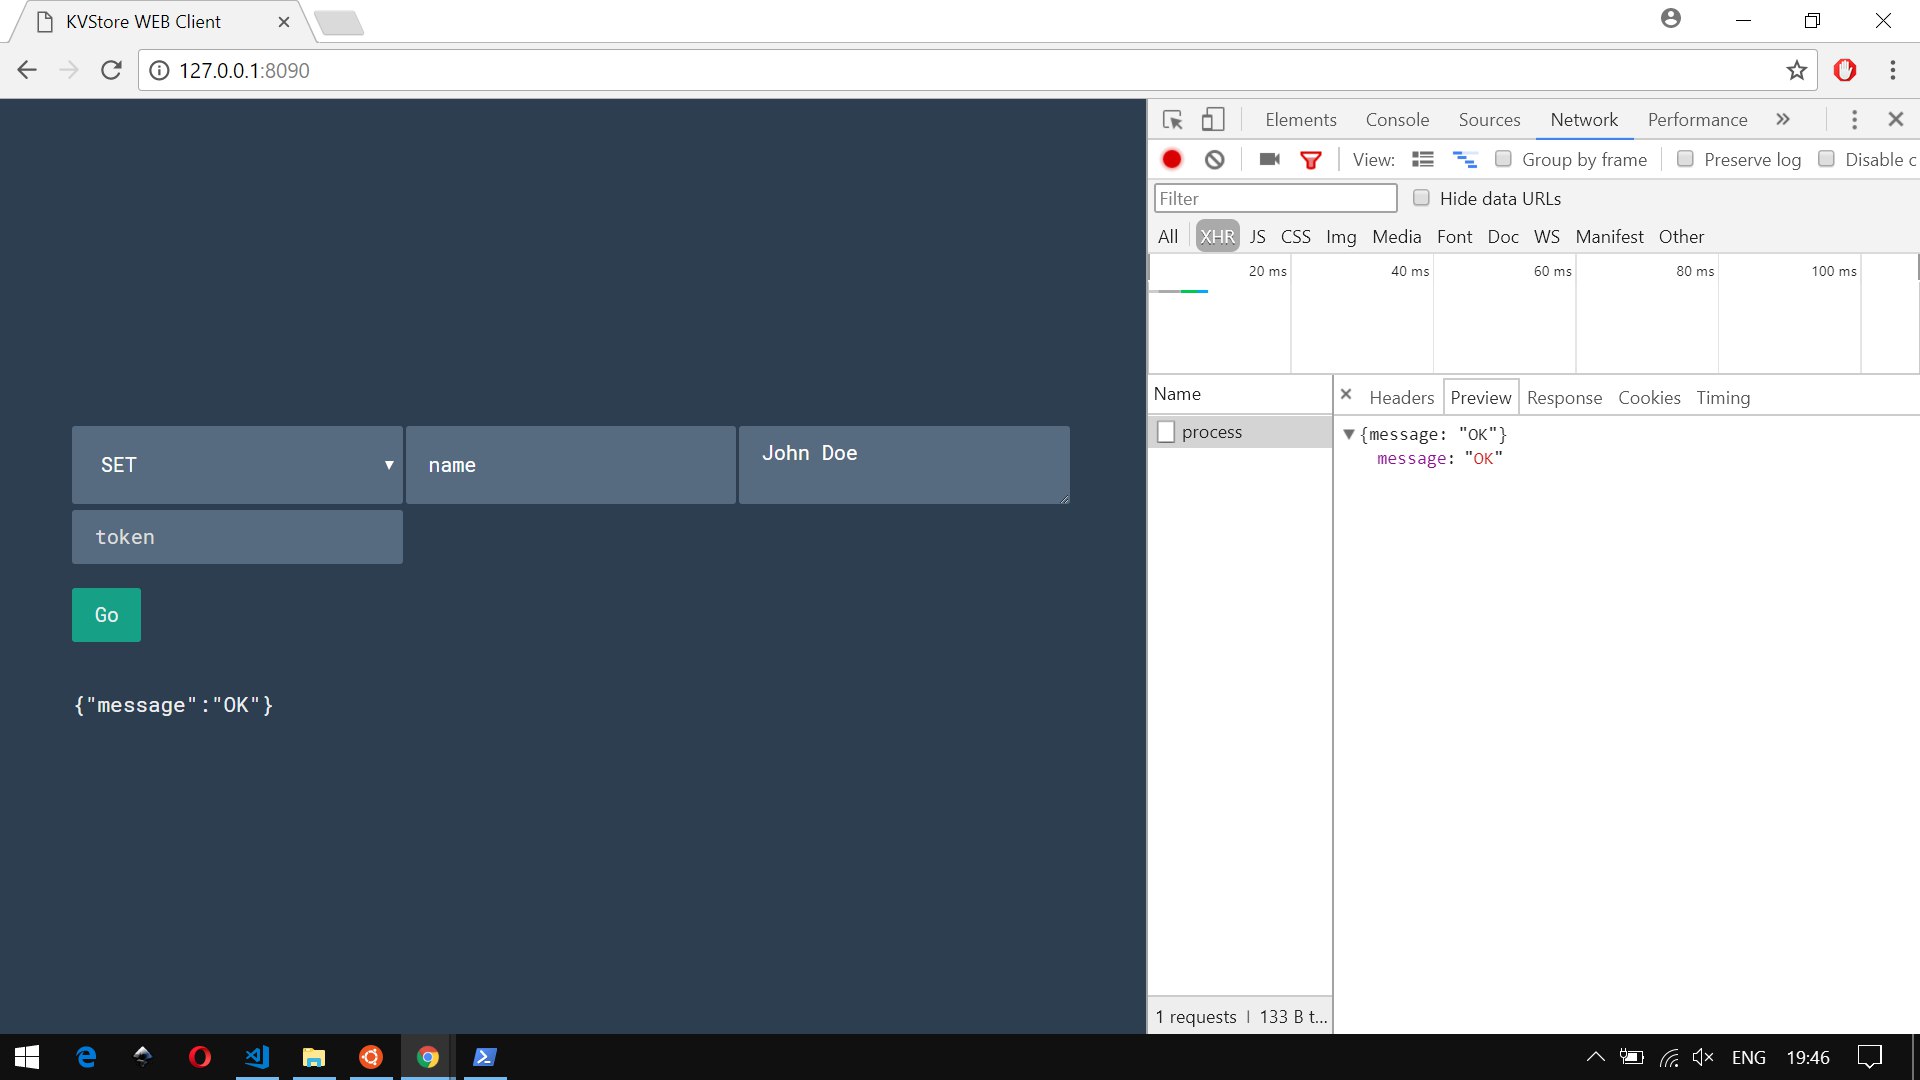 KVStore WEB Client
127.0.0.1:8090
Elements Console Sources Network Performance »
View: Group by frame Preserve log Disable c
Filter Hide data URLs
All XHR JS CSS Img Media Font Doc WS Manifest Other
20 ms 40 ms 60 ms 80 ms 100 ms
Name
Headers Preview Response Cookies Timing
process
{message: "OK"}
message: "OK"
SET name John Doe
token
Go
{"message":"OK"}
1 requests | 133 B t...
ENG 19:46